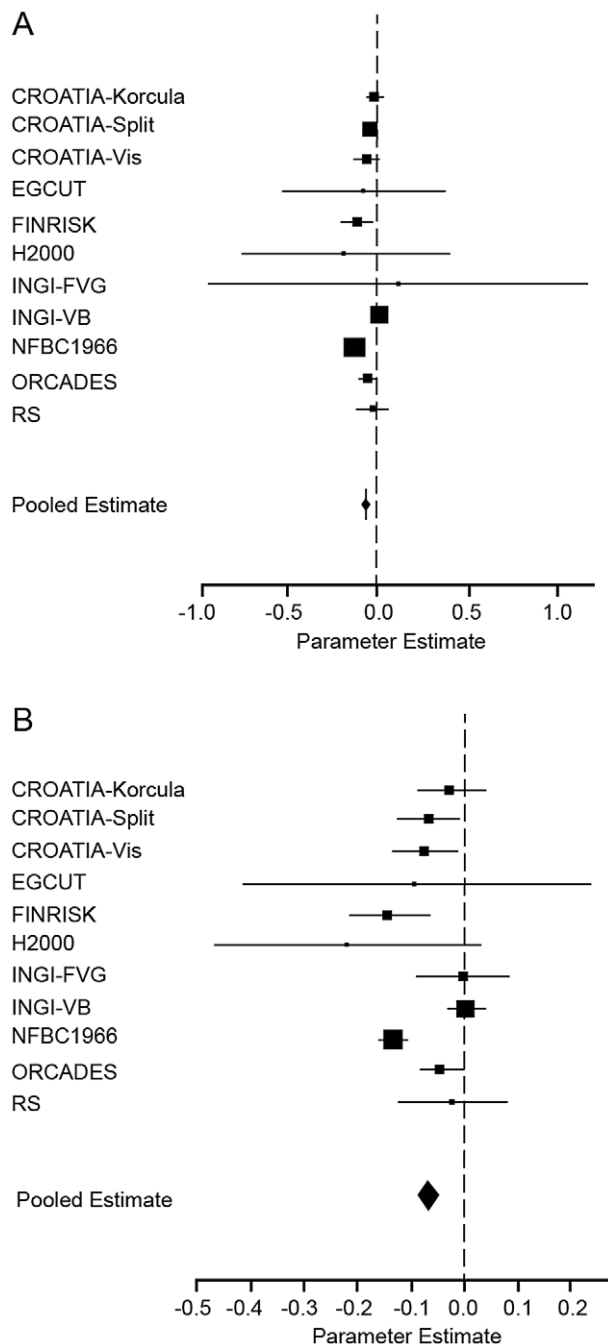 A
CROATIA-Korcula
CROATIA-Split
CROATIA-Vis
EGCUT
FINRISK
H2000
INGI-FVG
INGI-VB
NFBC1966
ORCADES
RS
Pooled Estimate
-1.0 -0.5 0.0 0.5 1.0
Parameter Estimate
B
CROATIA-Korcula
CROATIA-Split
CROATIA-Vis
EGCUT
FINRISK
H2000
INGI-FVG
INGI-VB
NFBC1966
ORCADES
RS
Pooled Estimate
-0.5 -0.4 -0.3 -0.2 -0.1 0.0 0.1 0.2
Parameter Estimate